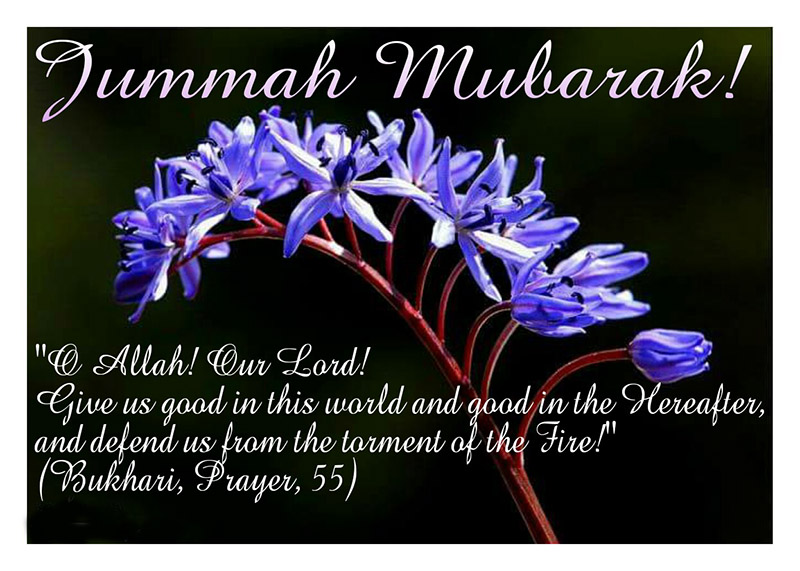 Jummah Mubarak!
"O Allah! Our Lord!
Give us good in this world and good in the Hereafter,
and defend us from the torment of the Fire!"
(Bukhari, Prayer, 55)